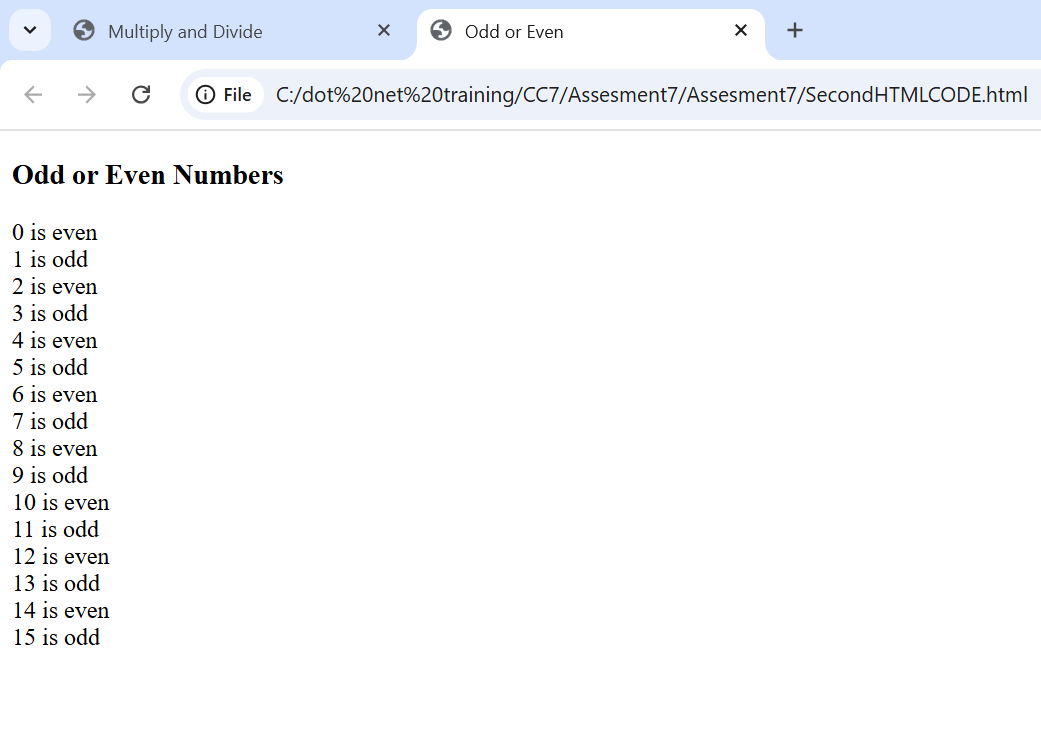 Multiply and Divide
Odd or Even
File C:/dot%20net%20training/CC7/Assesment7/Assesment7/SecondHTMLCODE.html
Odd or Even Numbers
0 is even
1 is odd
2 is even
3 is odd
4 is even
5 is odd
6 is even
7 is odd
8 is even
9 is odd
10 is even
11 is odd
12 is even
13 is odd
14 is even
15 is odd